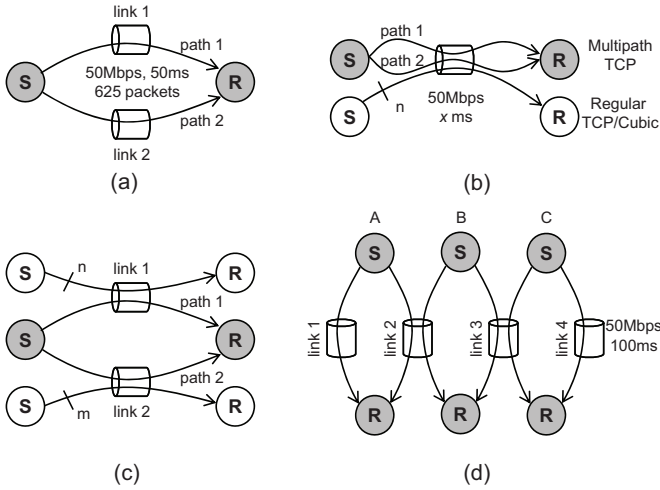 link 1
path 1
S
50Mbps, 50ms
625 packets
R
path 2
link 2
(a)
path 1
path 2
S
R
Multipath
TCP
S
n
50Mbps
x ms
R
Regular
TCP/Cubic
(b)
S
n
link 1
R
path 1
S
R
path 2
S
m
link 2
R
(c)
A
B
C
S
S
S
link 1
link 2
link 3
link 4
50Mbps
100ms
R
R
R
(d)